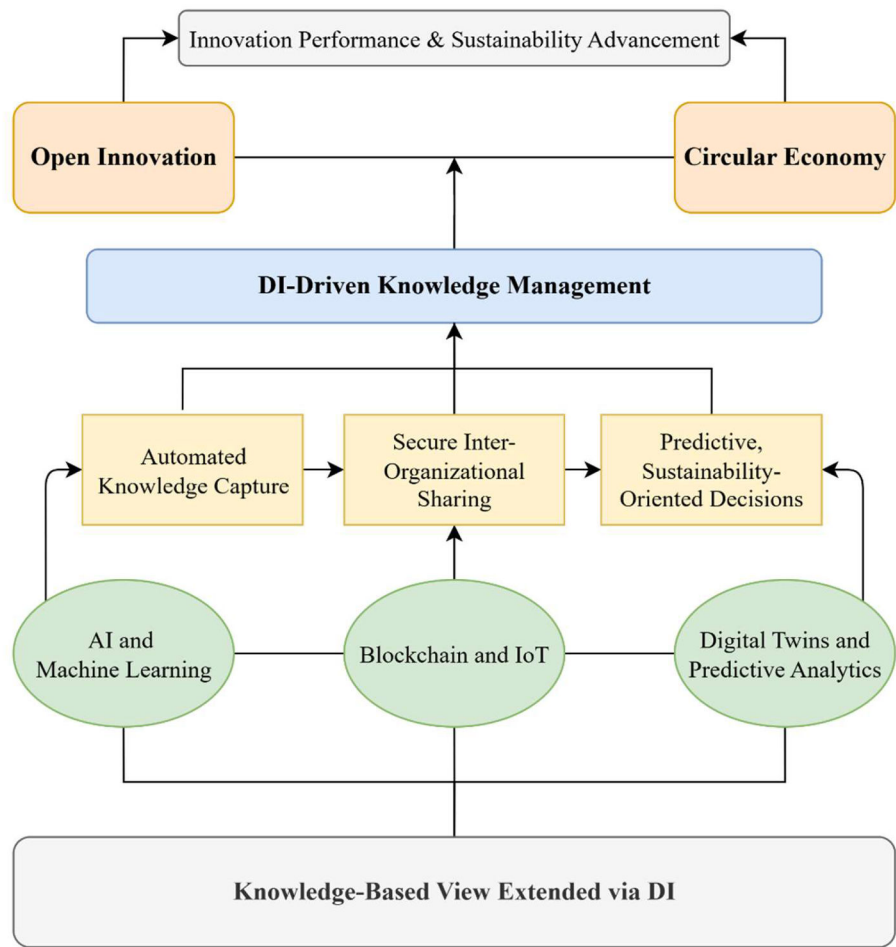 Innovation Performance & Sustainability Advancement
Open Innovation
Circular Economy
DI-Driven Knowledge Management
Automated
Knowledge Capture
Secure Inter-
Organizational
Sharing
Predictive,
Sustainability-
Oriented Decisions
AI and
Machine Learning
Blockchain and IoT
Digital Twins and
Predictive Analytics
Knowledge-Based View Extended via DI